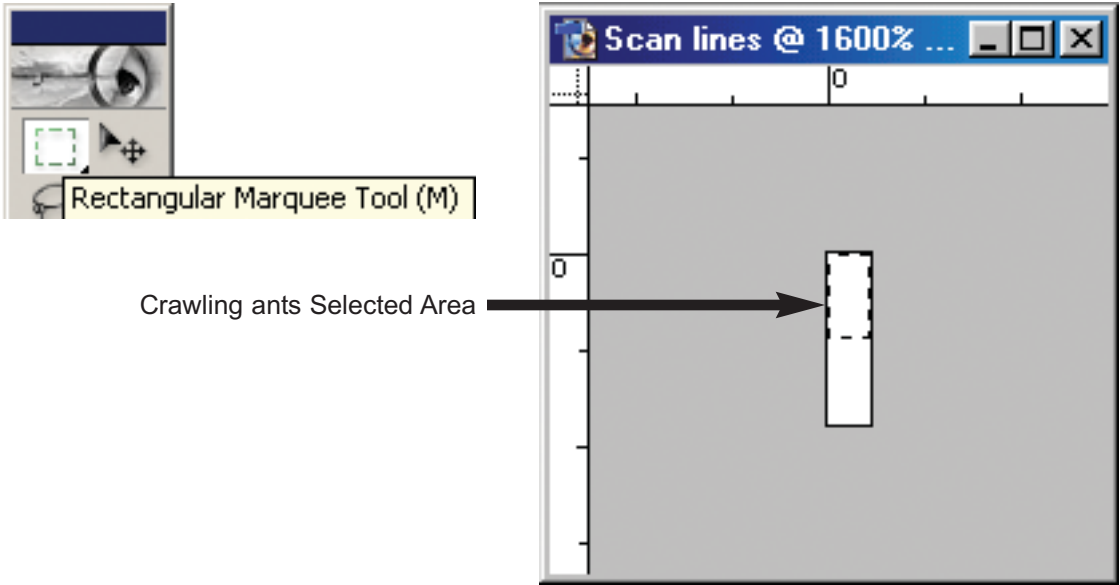 Rectangular Marquee Tool (M)
Scan lines @ 1600% ...
0
0
Crawling ants Selected Area